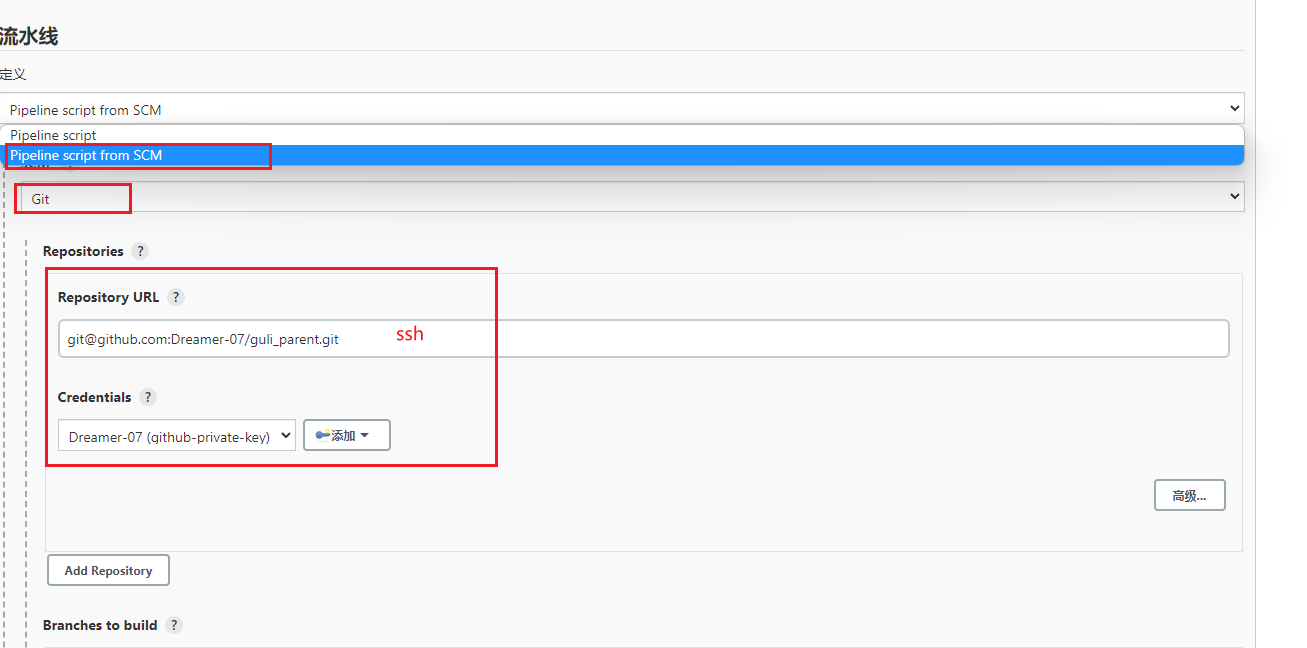 流水线
定义
Pipeline script from SCM
Pipeline script
Pipeline script from SCM
Git
Repositories ?
Repository URL ?
git@github.com:Dreamer-07/guli_parent.git ssh
Credentials ?
Dreamer-07 (github-private-key) 添加
高级...
Add Repository
Branches to build ?